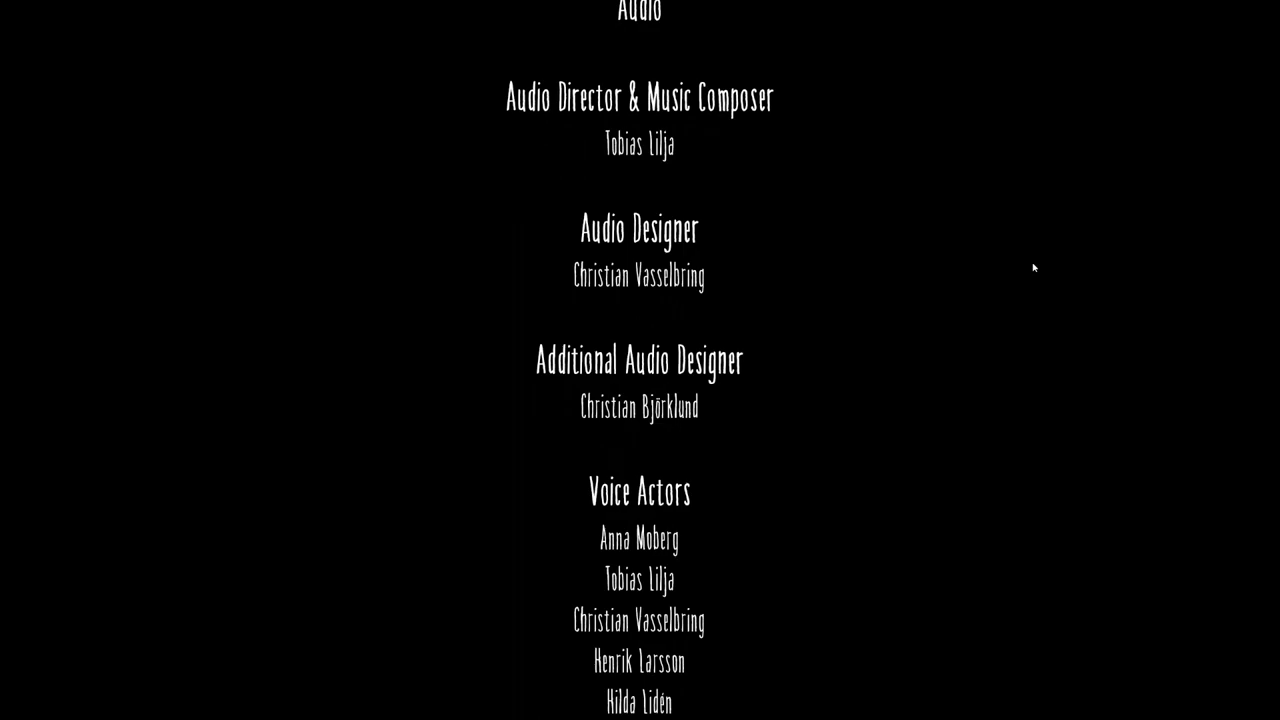 Audio
Audio Director & Music Composer
Tobias Lilja
Audio Designer
Christian Vasselbring
Additional Audio Designer
Christian Björklund
Voice Actors
Anna Moberg
Tobias Lilja
Christian Vasselbring
Henrik Larsson
Hilda Lidén